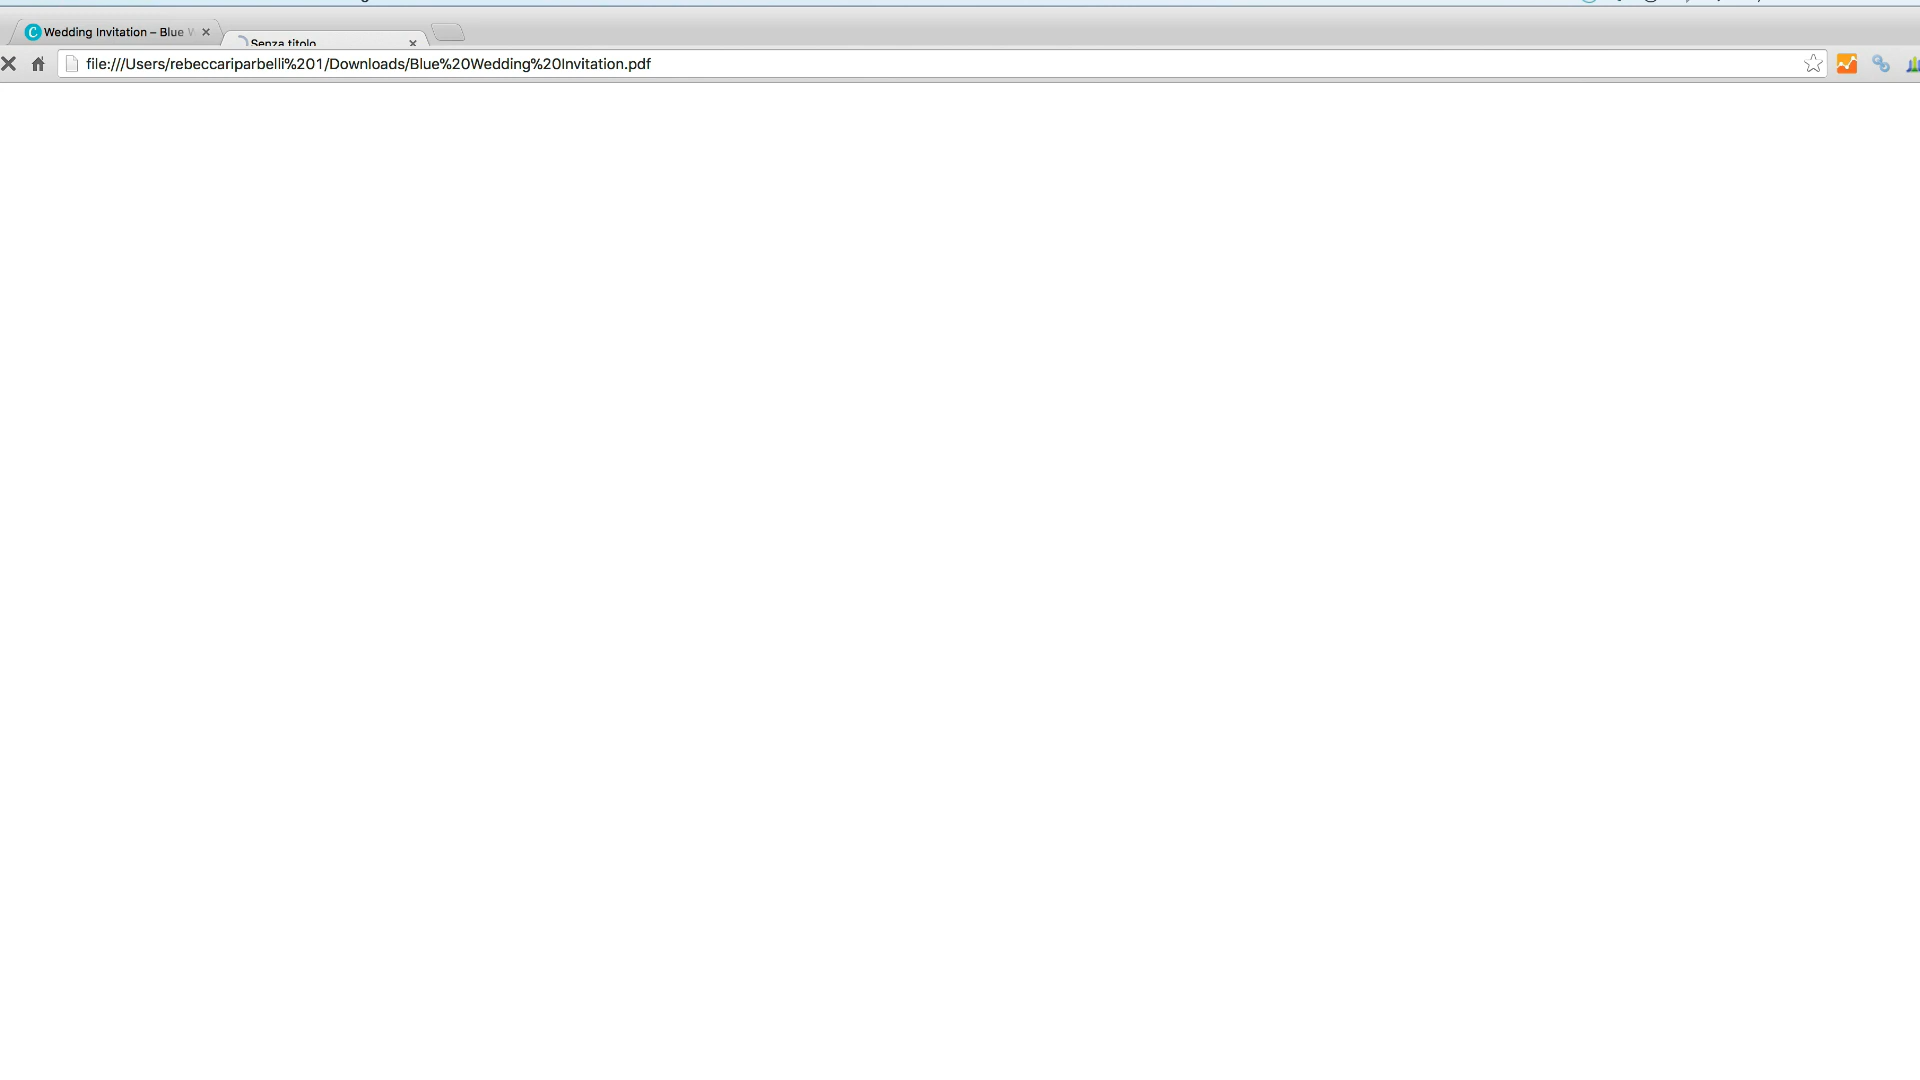 Wedding Invitation – Blue
Senza titolo
file:///Users/rebeccariparbelli%201/Downloads/Blue%20Wedding%20Invitation.pdf